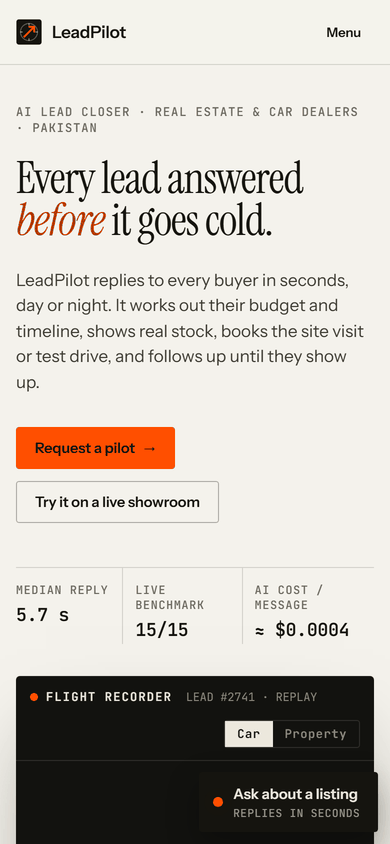 LeadPilot
Menu
AI LEAD CLOSER · REAL ESTATE & CAR DEALERS
· PAKISTAN
Every lead answered
before it goes cold.
LeadPilot replies to every buyer in seconds,
day or night. It works out their budget and
timeline, shows real stock, books the site visit
or test drive, and follows up until they show
up.
Request a pilot →
Try it on a live showroom
MEDIAN REPLY
5.7 s
LIVE
BENCHMARK
15/15
AI COST /
MESSAGE
≈ $0.0004
FLIGHT RECORDER LEAD #2741 · REPLAY
Car Property
Ask about a listing
REPLIES IN SECONDS